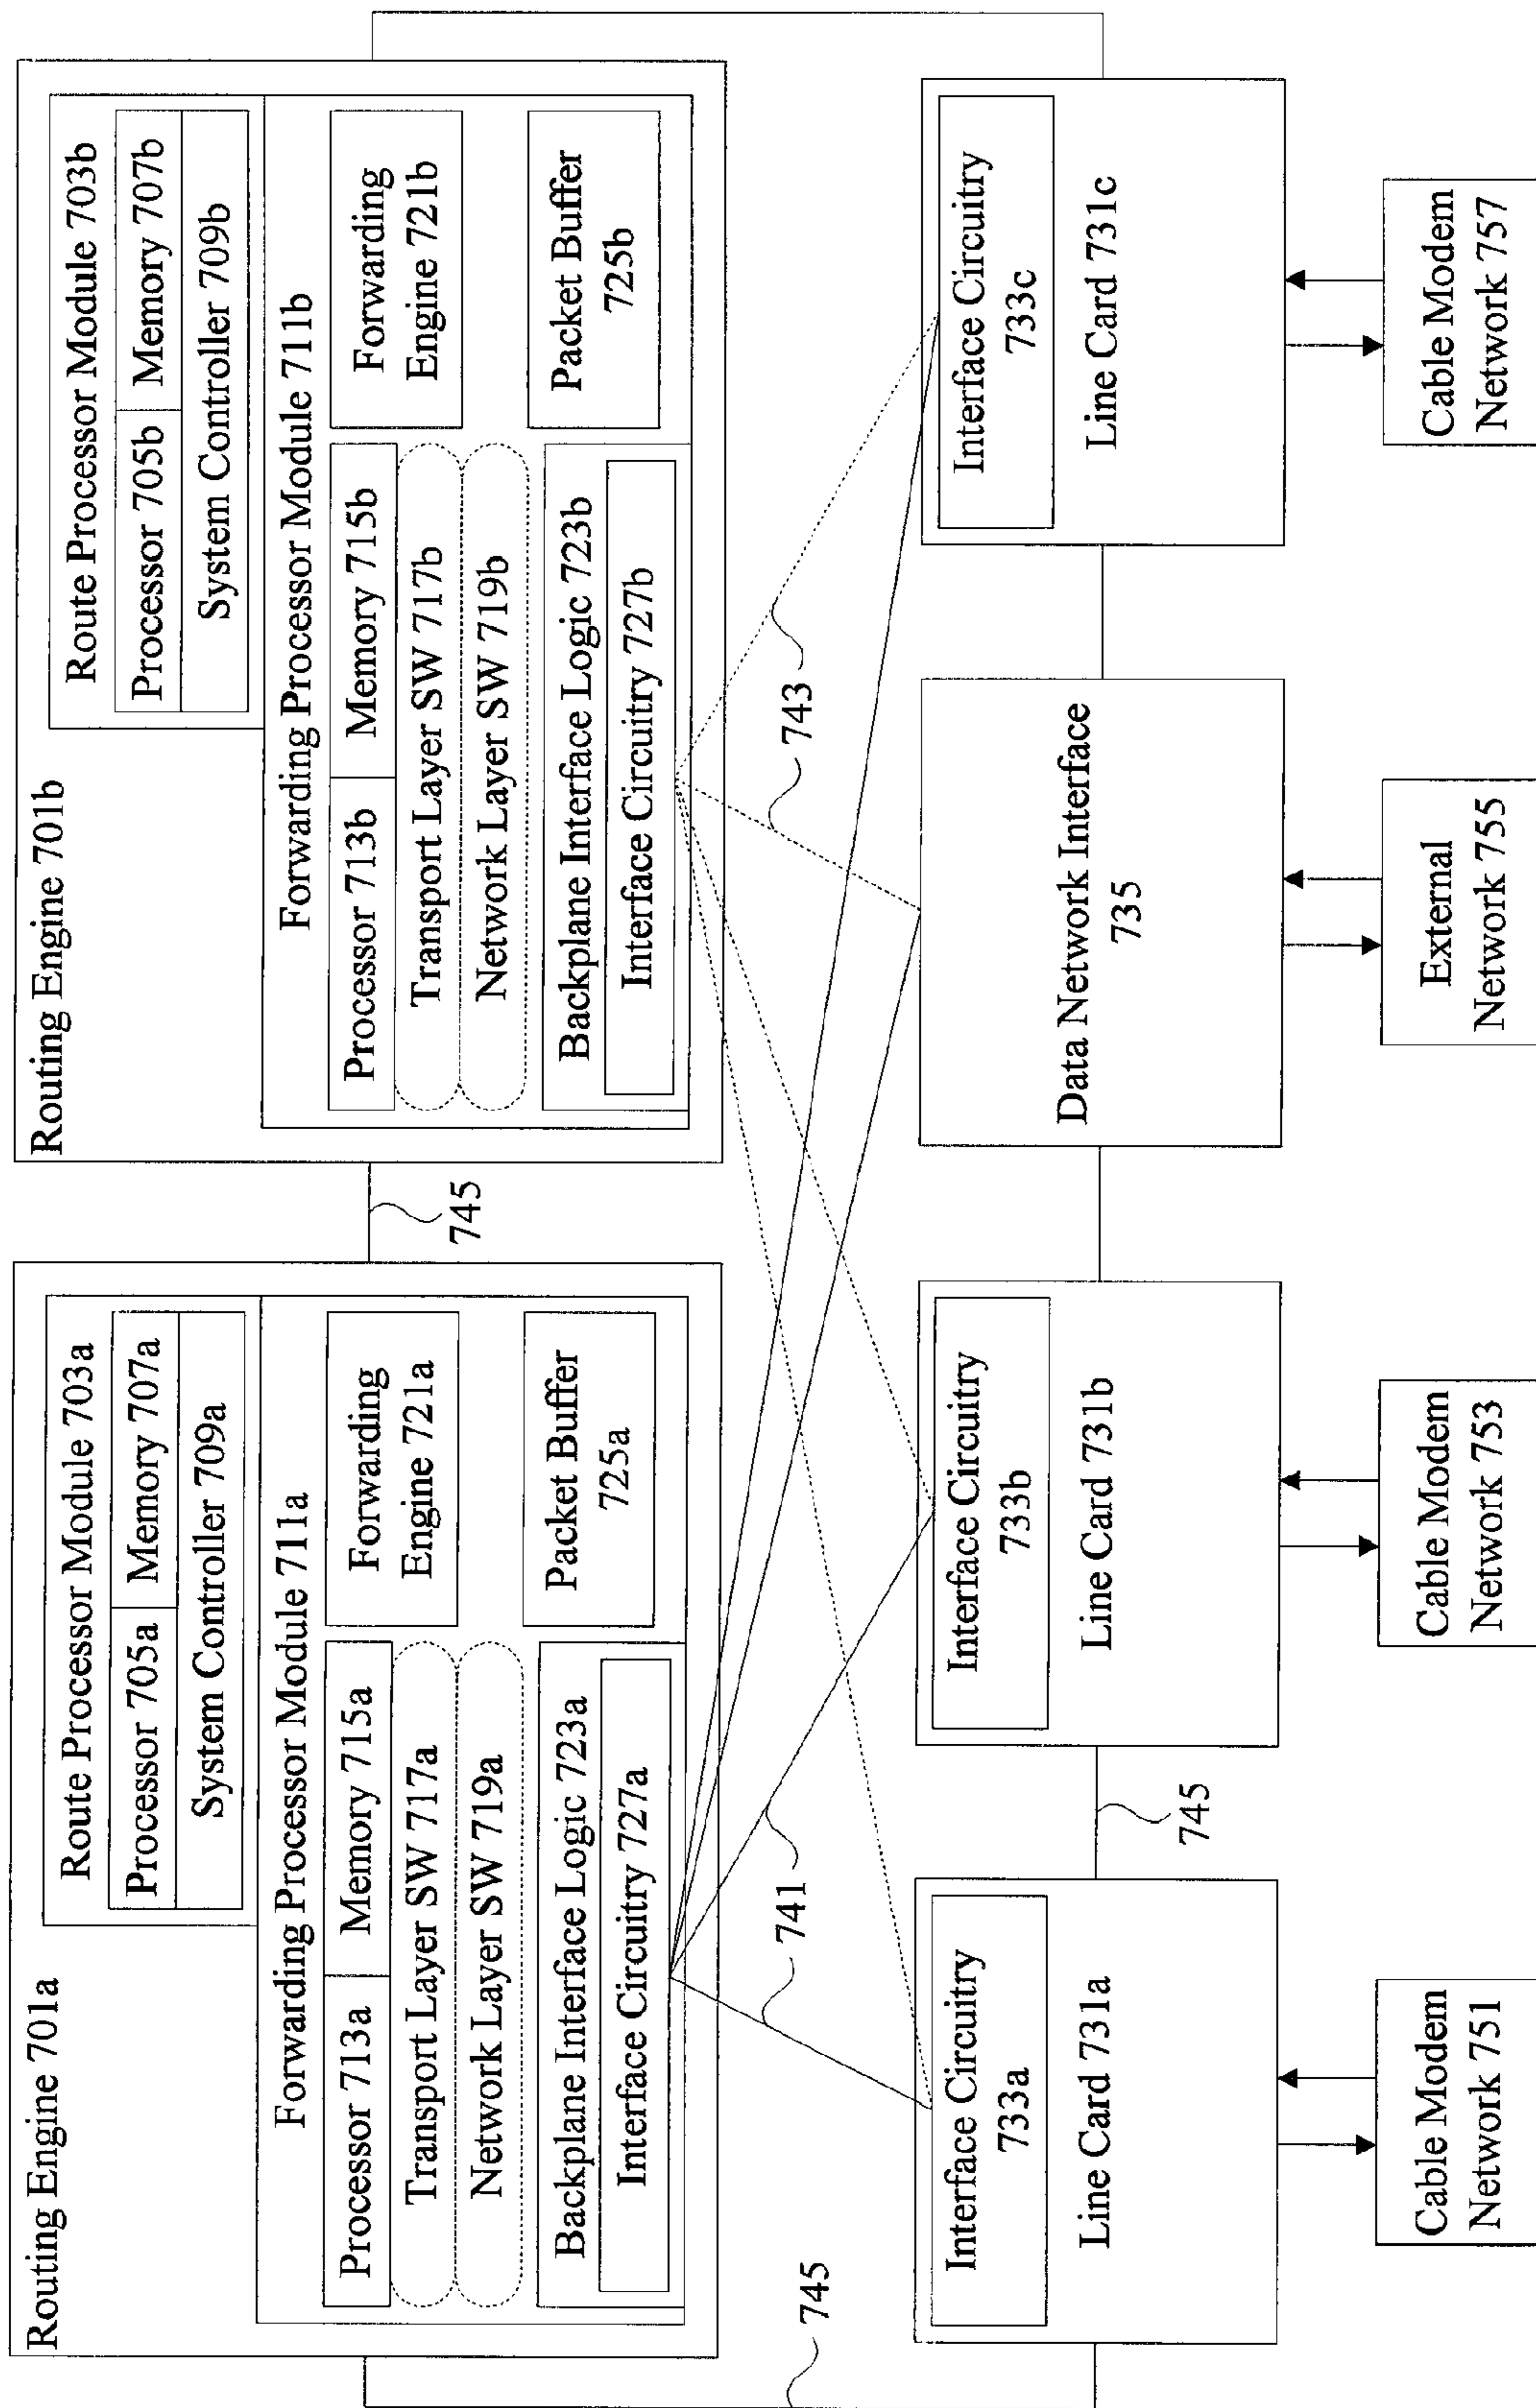 Routing Engine 701a
Route Processor Module 703a
Processor 705a
Memory 707a
System Controller 709a
Forwarding Processor Module 711a
Processor 713a
Memory 715a
Transport Layer SW 717a
Network Layer SW 719a
Forwarding
Engine 721a
Backplane Interface Logic 723a
Interface Circuitry 727a
Packet Buffer
725a
745
Routing Engine 701b
Route Processor Module 703b
Processor 705b
Memory 707b
System Controller 709b
Forwarding Processor Module 711b
Processor 713b
Memory 715b
Transport Layer SW 717b
Network Layer SW 719b
Forwarding
Engine 721b
Backplane Interface Logic 723b
Interface Circuitry 727b
Packet Buffer
725b
745
741
743
Interface Circuitry
733a
Line Card 731a
745
Interface Circuitry
733b
Line Card 731b
Data Network Interface
735
Interface Circuitry
733c
Line Card 731c
Cable Modem
Network 751
Cable Modem
Network 753
External
Network 755
Cable Modem
Network 757